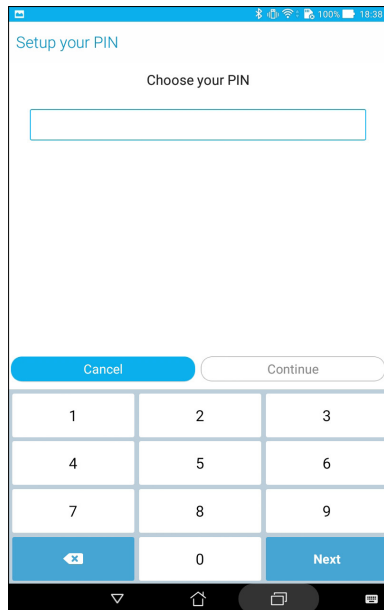 100% 18:38
Setup your PIN
Choose your PIN
Cancel Continue
1 2 3
4 5 6
7 8 9
0 Next